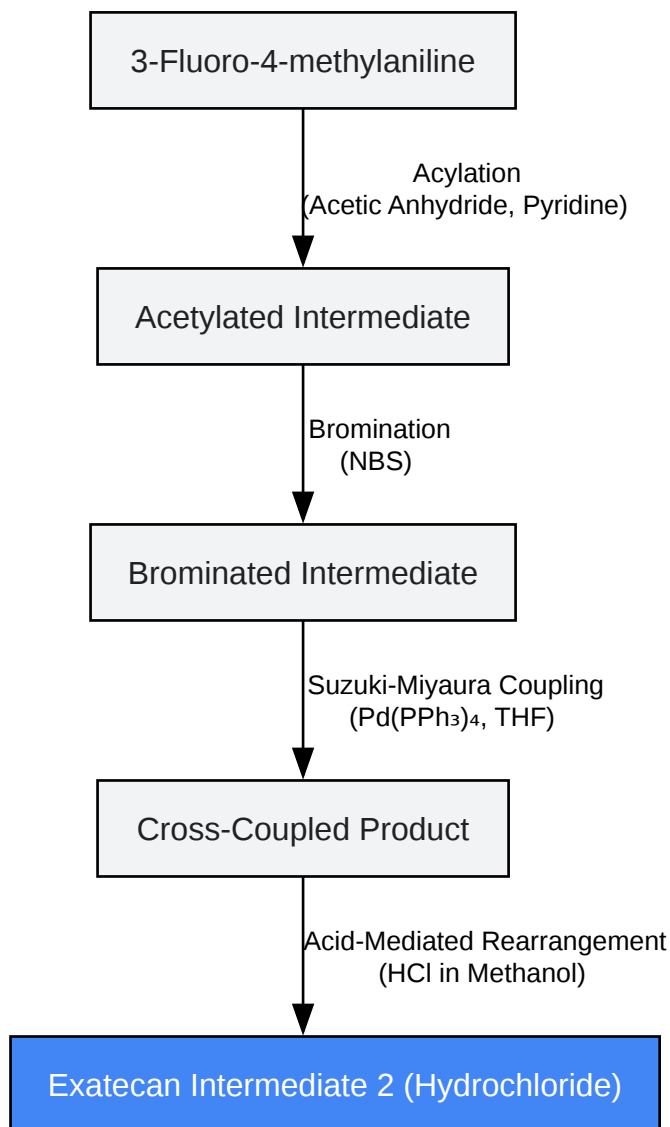 3-Fluoro-4-methylaniline
Acylation
(Acetic Anhydride, Pyridine)
Acetylated Intermediate
Bromination
(NBS)
Brominated Intermediate
Suzuki-Miyaura Coupling
(Pd(PPh₃)₄, THF)
Cross-Coupled Product
Acid-Mediated Rearrangement
(HCl in Methanol)
Exatecan Intermediate 2 (Hydrochloride)